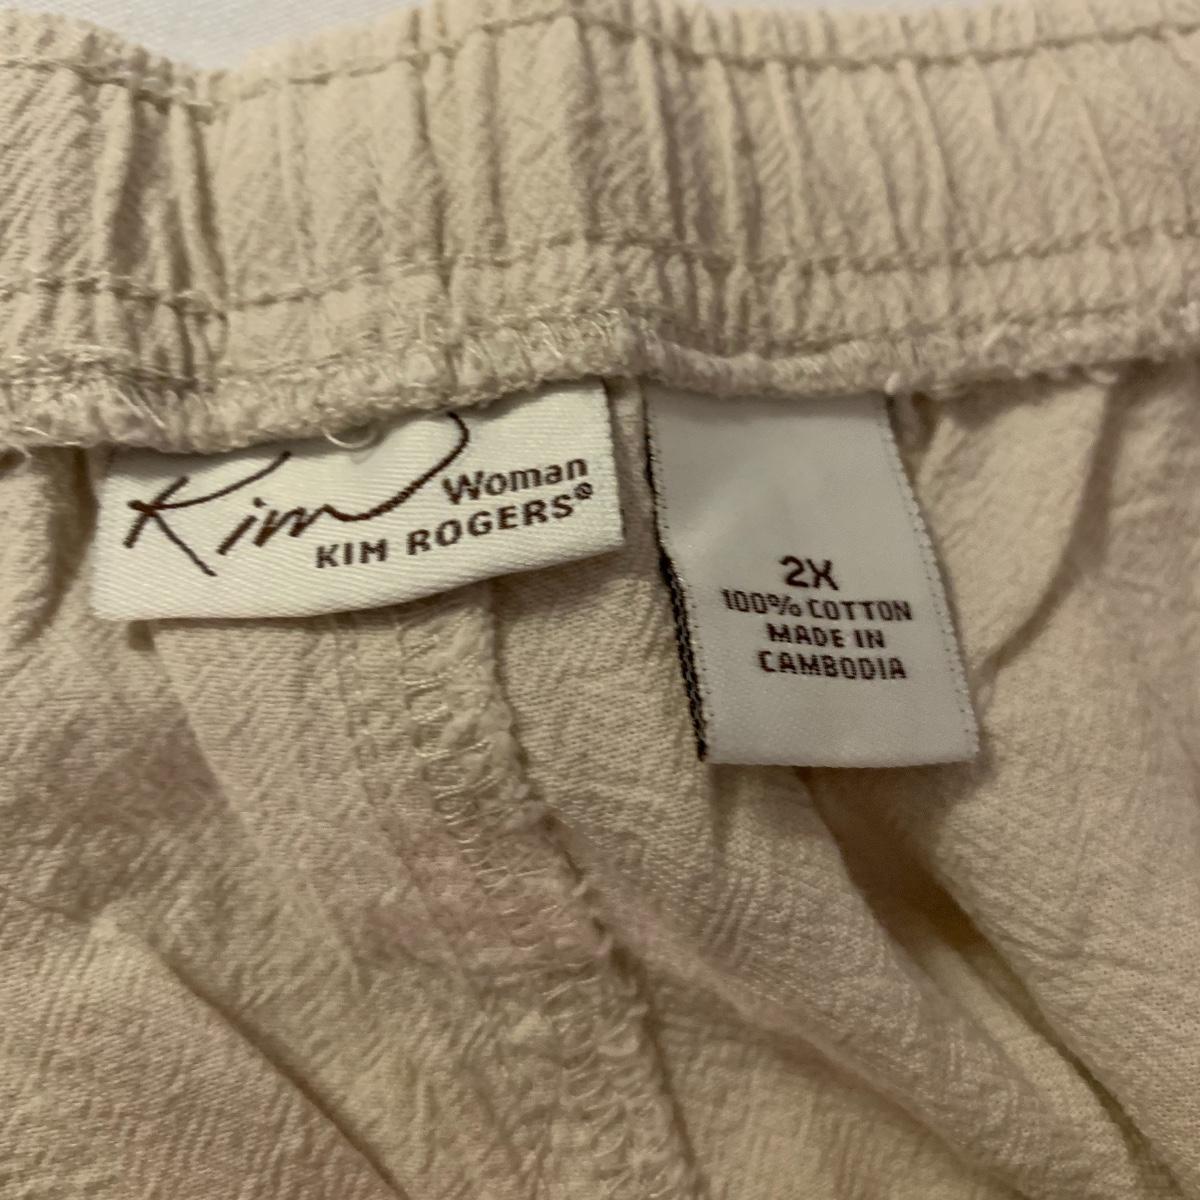 Kim Woman
KIM ROGERS®
2X
100% COTTON
MADE IN
CAMBODIA